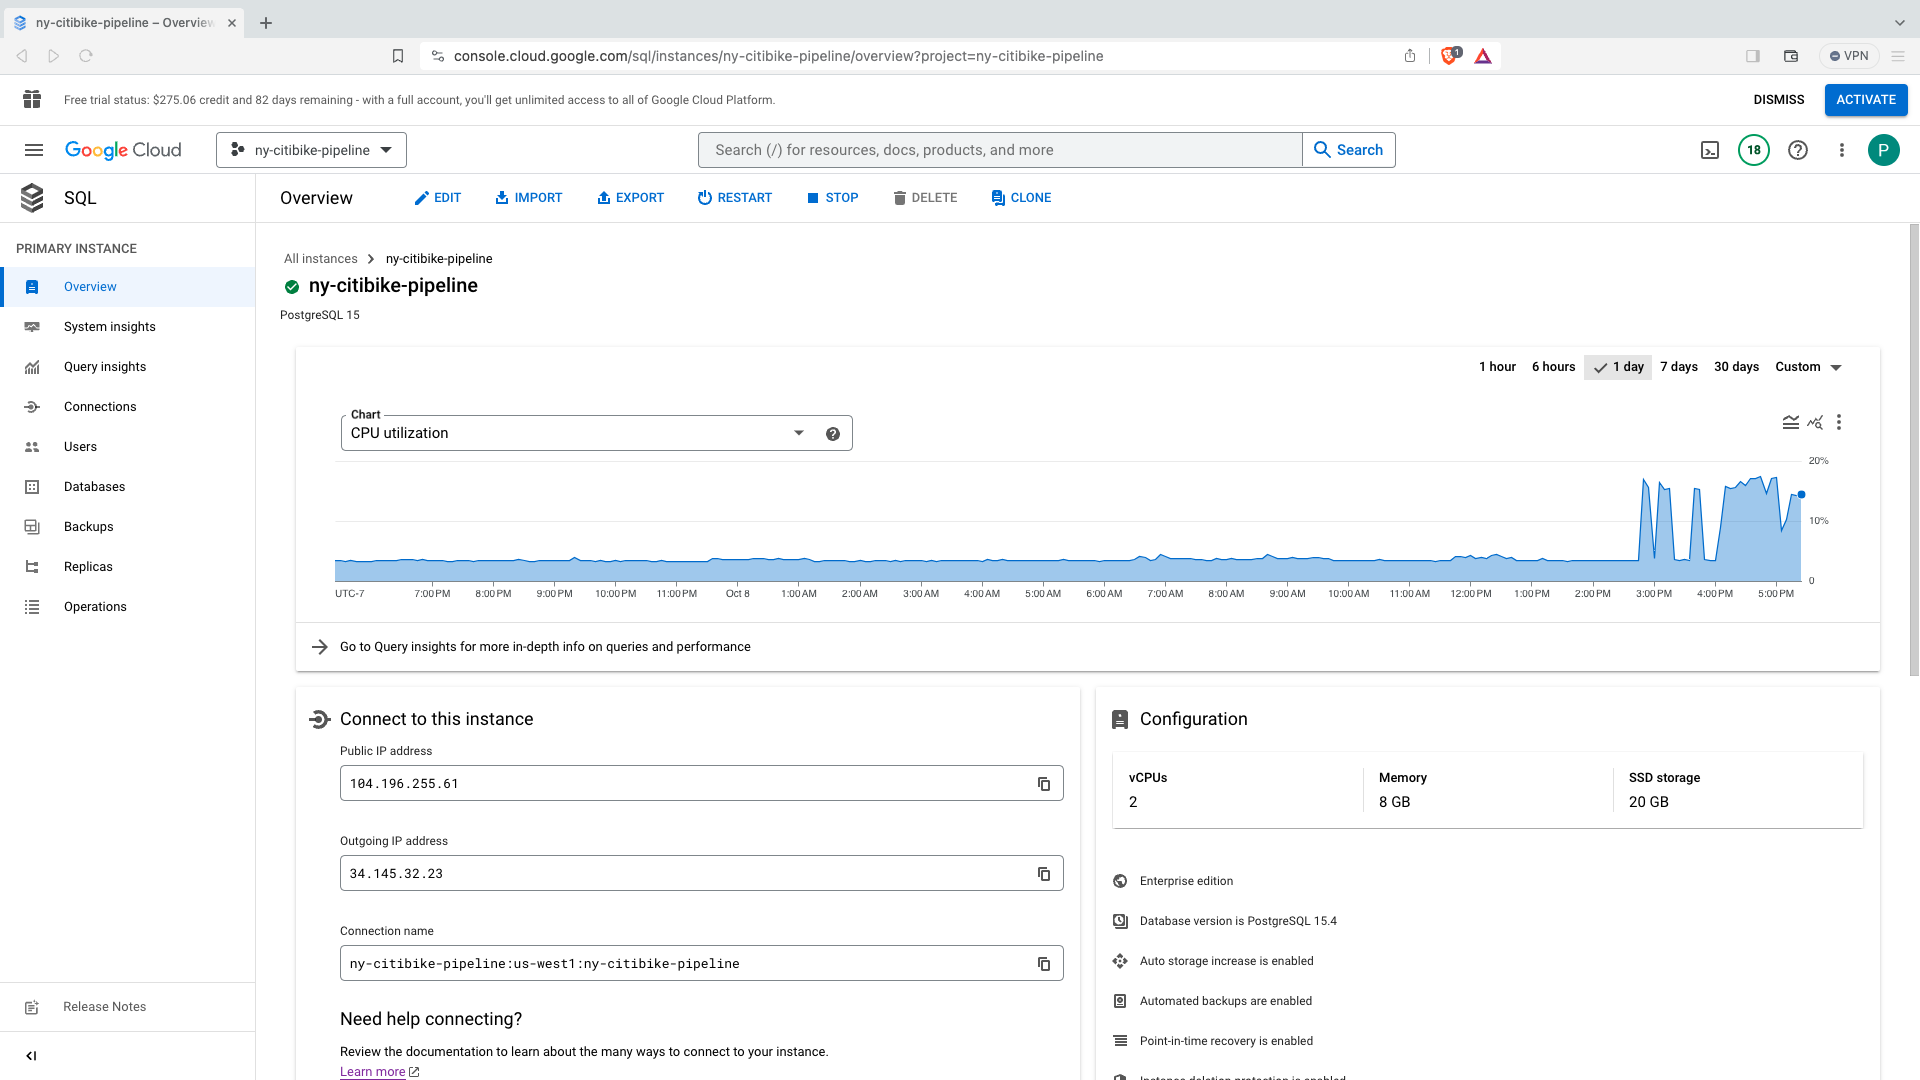 ny-citibike-pipeline – Overview
console.cloud.google.com/sql/instances/ny-citibike-pipeline/overview?project=ny-citibike-pipeline
1
VPN
Free trial status: $275.06 credit and 82 days remaining - with a full account, you'll get unlimited access to all of Google Cloud Platform.
DISMISS
ACTIVATE
Google Cloud
ny-citibike-pipeline
Search (/) for resources, docs, products, and more
Search
18
P
SQL
Overview
EDIT
IMPORT
EXPORT
RESTART
STOP
DELETE
CLONE
PRIMARY INSTANCE
Overview
System insights
Query insights
Connections
Users
Databases
Backups
Replicas
Operations
Release Notes
All instances
ny-citibike-pipeline
ny-citibike-pipeline
PostgreSQL 15
1 hour
6 hours
1 day
7 days
30 days
Custom
Chart
CPU utilization
20%
10%
0
UTC-7
7:00 PM
8:00 PM
9:00 PM
10:00 PM
11:00 PM
Oct 8
1:00 AM
2:00 AM
3:00 AM
4:00 AM
5:00 AM
6:00 AM
7:00 AM
8:00 AM
9:00 AM
10:00 AM
11:00 AM
12:00 PM
1:00 PM
2:00 PM
3:00 PM
4:00 PM
5:00 PM
Go to Query insights for more in-depth info on queries and performance
Connect to this instance
Public IP address
104.196.255.61
Outgoing IP address
34.145.32.23
Connection name
ny-citibike-pipeline:us-west1:ny-citibike-pipeline
Need help connecting?
Review the documentation to learn about the many ways to connect to your instance.
Learn more
Configuration
vCPUs
2
Memory
8 GB
SSD storage
20 GB
Enterprise edition
Database version is PostgreSQL 15.4
Auto storage increase is enabled
Automated backups are enabled
Point-in-time recovery is enabled
Instance deletion protection is enabled